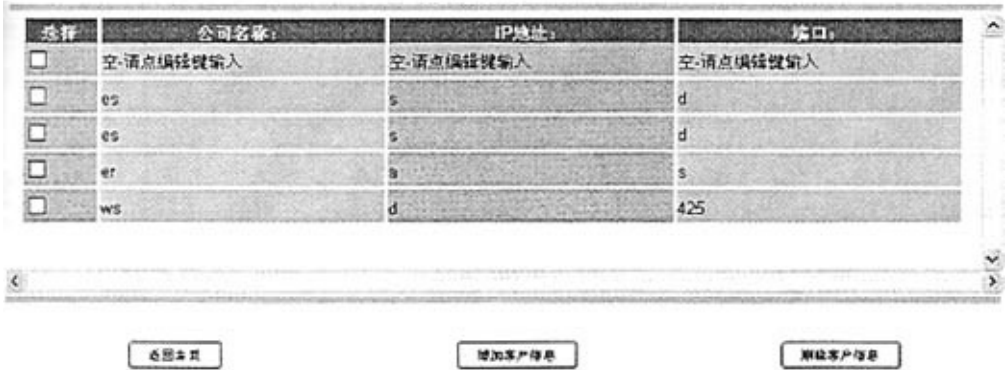 选择 公司名称: IP地址: 端口:
空-请点编辑键输入 空-请点编辑键输入 空-请点编辑键输入
es s d
es s d
er a s
ws d 425
返回主页 增加客户信息 删除客户信息